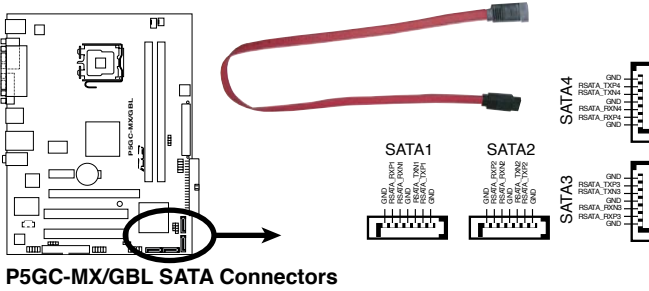 P5GC-MX/GBL
SATA4
GND
RSATA_TXP4
RSATA_TXN4
GND
RSATA_RXN4
RSATA_RXP4
GND
SATA1
GND
RSATA_RXP1
RSATA_RXN1
GND
RSATA_TXN1
RSATA_TXP1
GND
SATA2
GND
RSATA_RXP2
RSATA_RXN2
GND
RSATA_TXN2
RSATA_TXP2
GND
SATA3
GND
RSATA_TXP3
RSATA_TXN3
GND
RSATA_RXN3
RSATA_RXP3
GND
P5GC-MX/GBL SATA Connectors